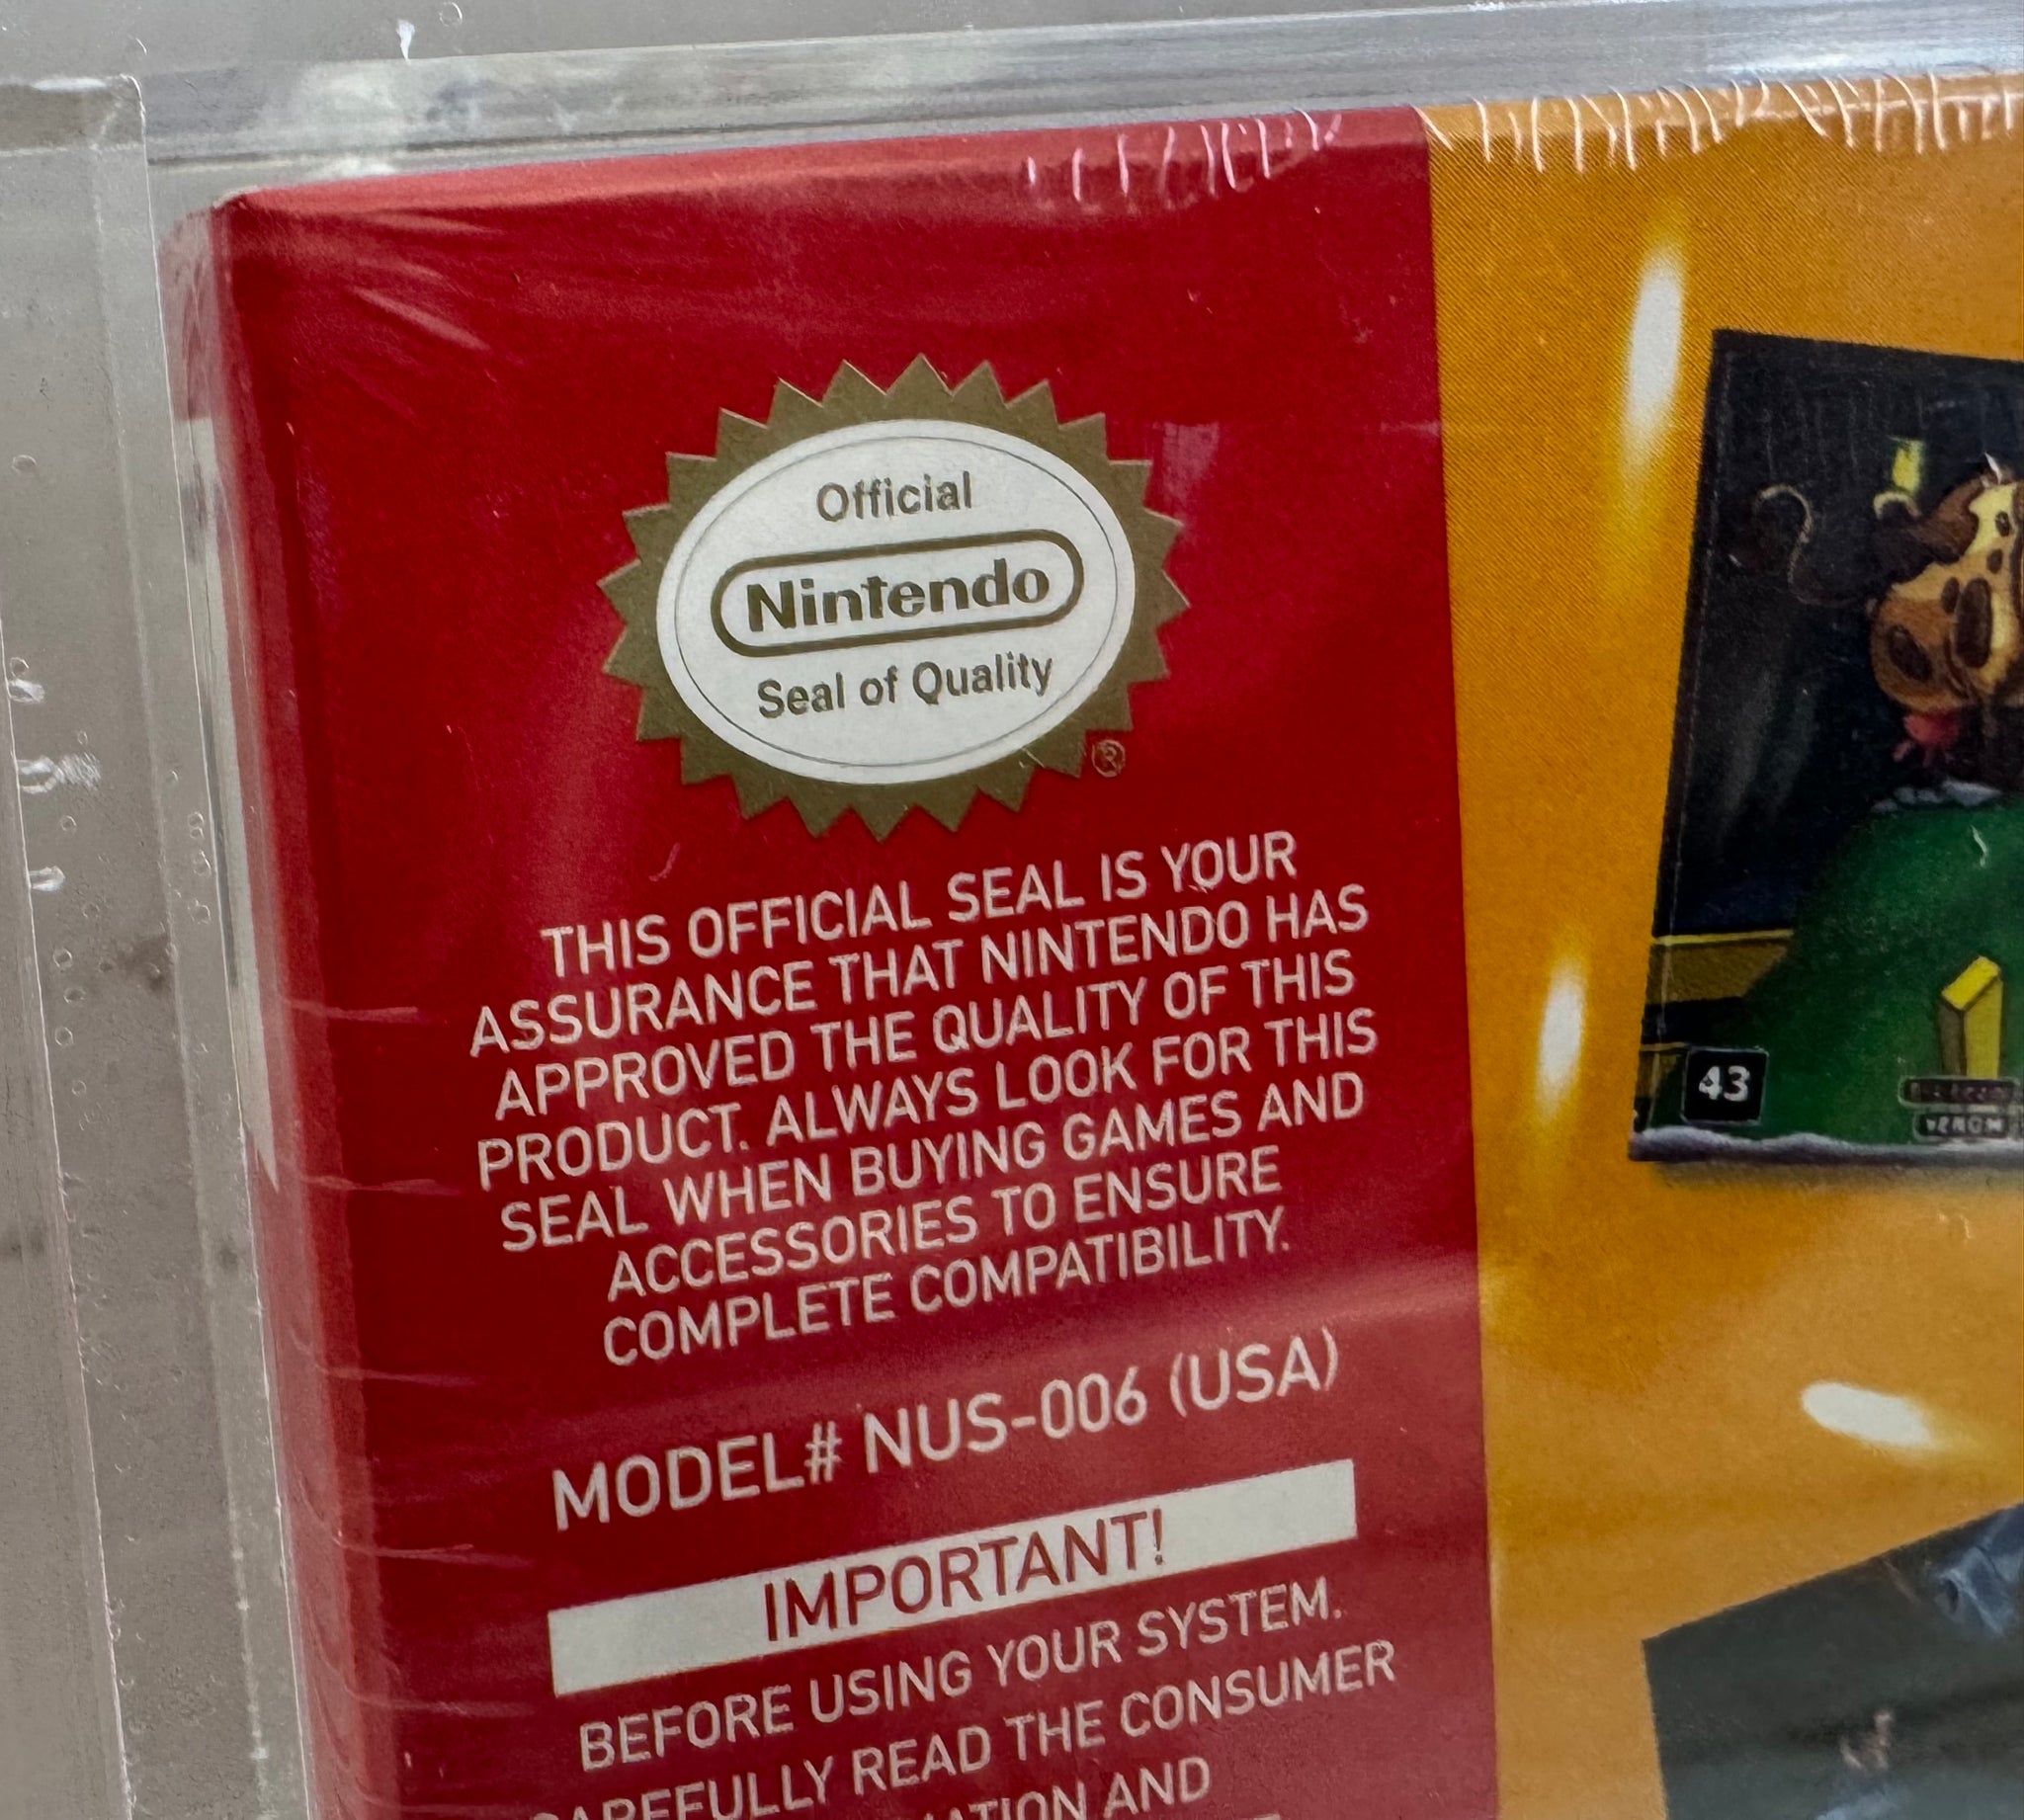 Official
Nintendo
Seal of Quality
®
THIS OFFICIAL SEAL IS YOUR
ASSURANCE THAT NINTENDO HAS
APPROVED THE QUALITY OF THIS
PRODUCT. ALWAYS LOOK FOR THIS
SEAL WHEN BUYING GAMES AND
ACCESSORIES TO ENSURE
COMPLETE COMPATIBILITY.
MODEL# NUS-006 (USA)
IMPORTANT!
BEFORE USING YOUR SYSTEM.
CAREFULLY READ THE CONSUMER
AND
43
VENOM